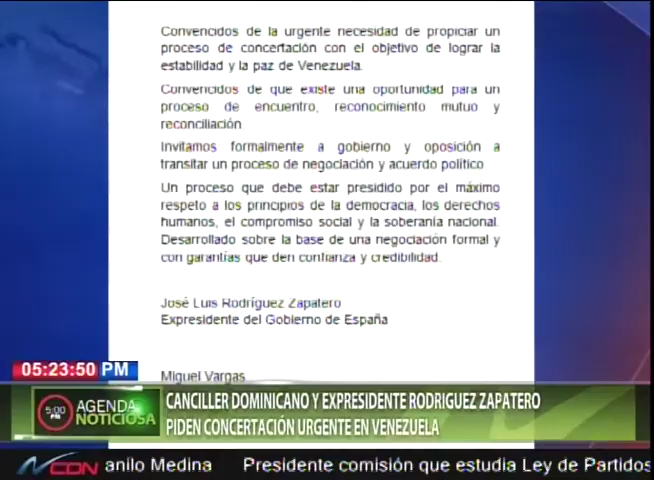 Convencidos de la urgente necesidad de propiciar un
proceso de concertación con el objetivo de lograr la
estabilidad y la paz de Venezuela.
Convencidos de que existe una oportunidad para un
proceso de encuentro, reconocimiento mutuo y
reconciliación
Invitamos formalmente a gobierno y oposición a
transitar un proceso de negociación y acuerdo político
Un proceso que debe estar presidido por el máximo
respeto a los principios de la democracia, los derechos
humanos, el compromiso social y la soberanía nacional.
Desarrollado sobre la base de una negociación formal y
con garantías que den confianza y credibilidad.
José Luis Rodríguez Zapatero
Expresidente del Gobierno de España
Miguel Vargas
05:23:50 PM
5:00 PM
AGENDA
NOTICIOSA
CANCILLER DOMINICANO Y EXPRESIDENTE RODRIGUEZ ZAPATERO
PIDEN CONCERTACIÓN URGENTE EN VENEZUELA
NCDN anilo Medina Presidente comisión que estudia Ley de Partidos